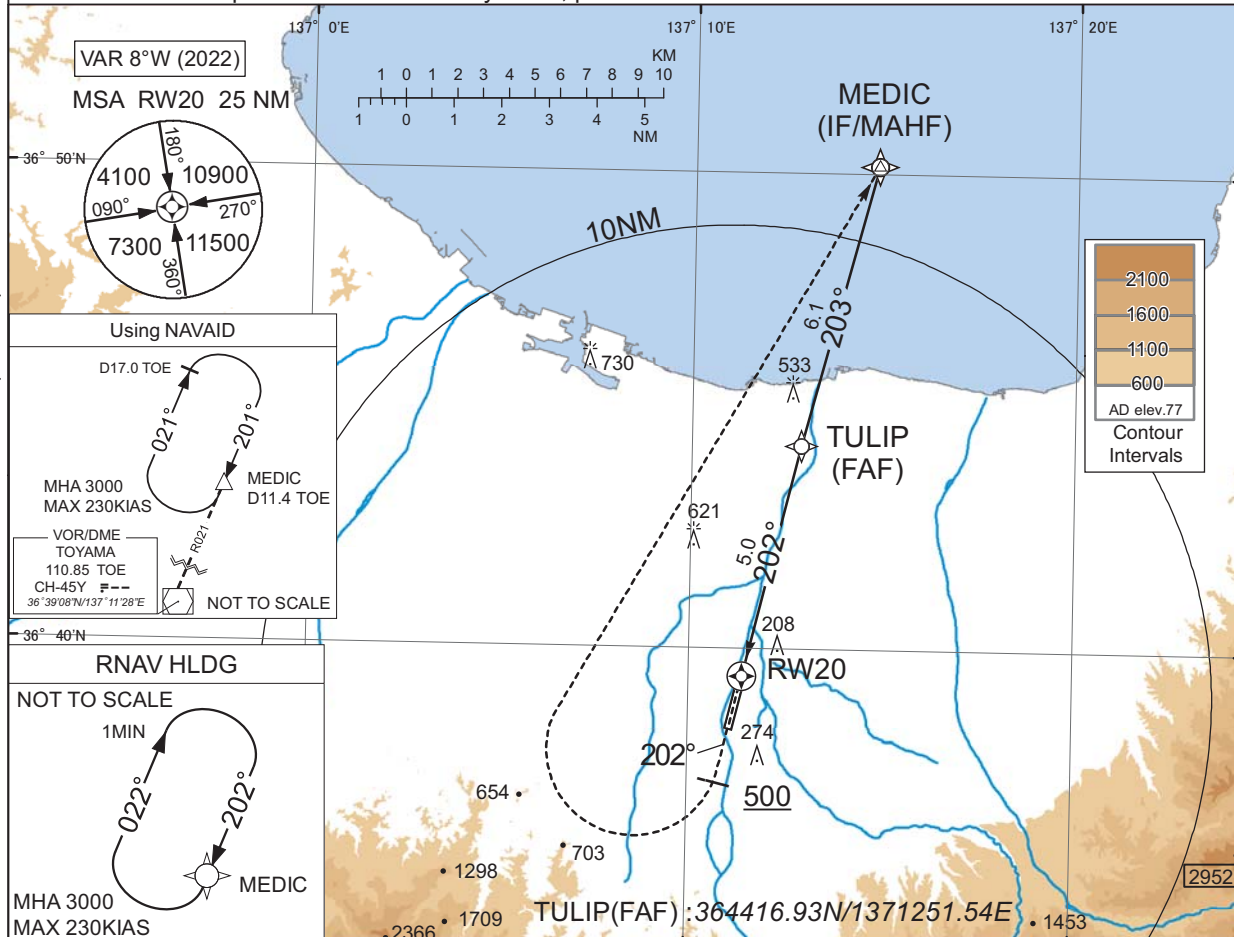 137° 0'E
137° 10'E
137° 20'E
VAR 8°W (2022)
MSA RW20 25 NM
180°
4100
10900
090°
270°
7300
11500
360°
36° 50'N
KM
1 0 1 2 3 4 5 6 7 8 9 10
1 0 1 2 3 4 5
NM
MEDIC
(IF/MAHF)
10NM
6.1
203°
730
533
TULIP
(FAF)
621
5.0
202°
208
RW20
274
202°
500
2100
1600
1100
600
AD elev.77
Contour
Intervals
Using NAVAID
D17.0 TOE
021°
201°
MEDIC
D11.4 TOE
MHA 3000
MAX 230KIAS
R021
VOR/DME
TOYAMA
110.85 TOE
CH-45Y
36°39'08"N/137°11'28"E
NOT TO SCALE
36° 40'N
RNAV HLDG
NOT TO SCALE
1MIN
022°
202°
MEDIC
MHA 3000
MAX 230KIAS
654
703
1298
1709
2366
2952
1453
TULIP(FAF) :364416.93N/1371251.54E